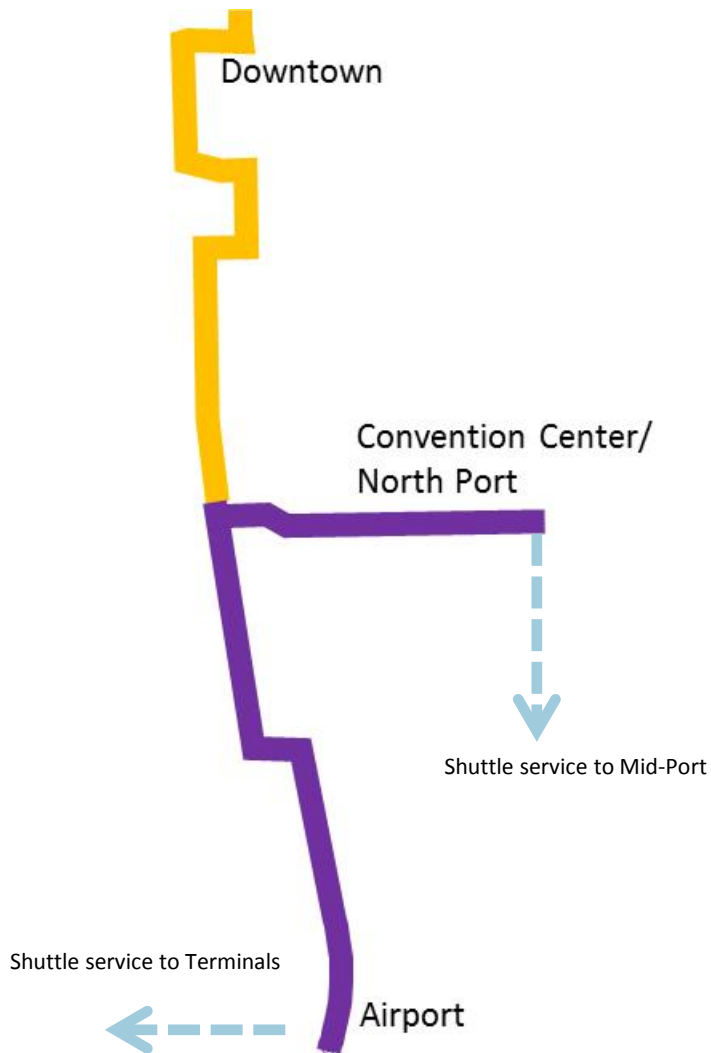 Downtown
Convention Center/
North Port
Shuttle service to Mid-Port
Shuttle service to Terminals
Airport